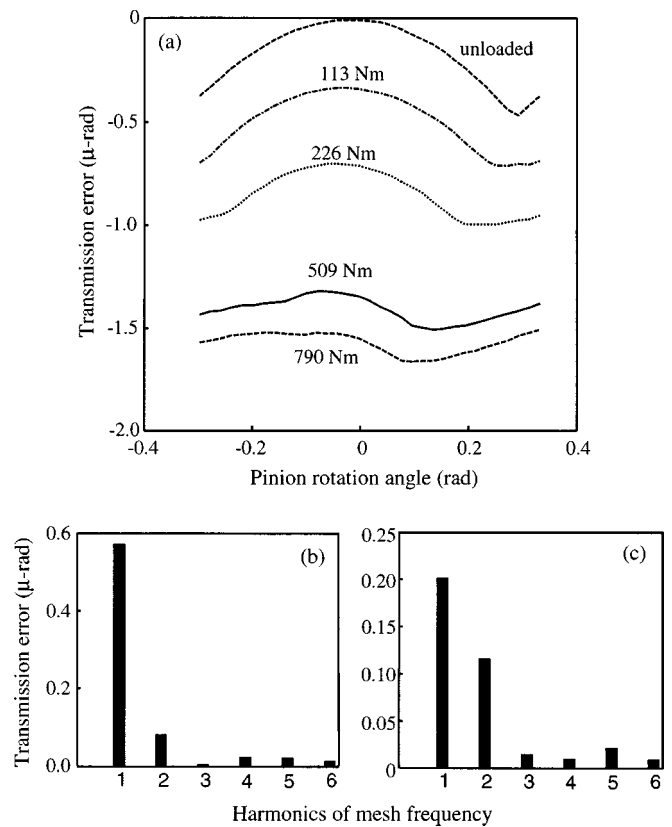 (a)
unloaded
113 Nm
226 Nm
509 Nm
790 Nm
Transmission error (μ-rad)
0
-0.5
-1.0
-1.5
-2.0
-0.4 -0.2 0 0.2 0.4
Pinion rotation angle (rad)
(b)
Transmission error (μ-rad)
0.6
0.4
0.2
0.0
1 2 3 4 5 6
(c)
0.25
0.20
0.15
0.10
0.05
0
1 2 3 4 5 6
Harmonics of mesh frequency